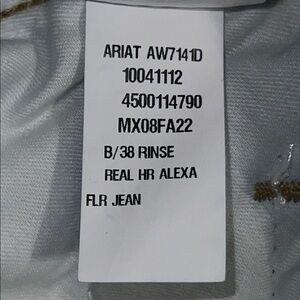 ARIAT AW7141D
10041112
4500114790
MX08FA22
B/38 RINSE
REAL HR ALEXA
FLR JEAN